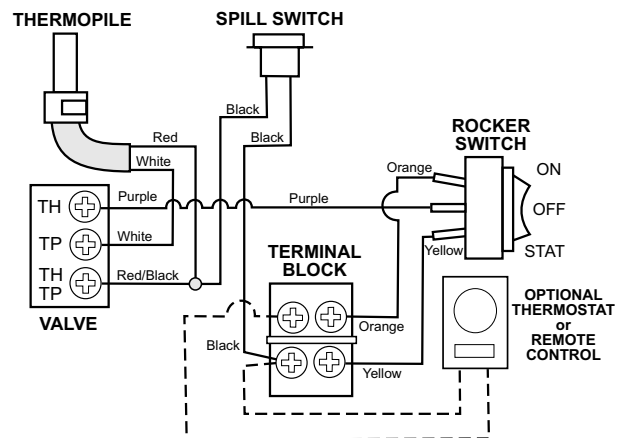 THERMOPILE
SPILL SWITCH
Black
Black
Red
White
ROCKER
SWITCH
Orange
ON
OFF
STAT
Purple
Purple
TH
TP
TH
TP
White
Red/Black
VALVE
Yellow
TERMINAL
BLOCK
Orange
Black
Yellow
OPTIONAL
THERMOSTAT
or
REMOTE
CONTROL